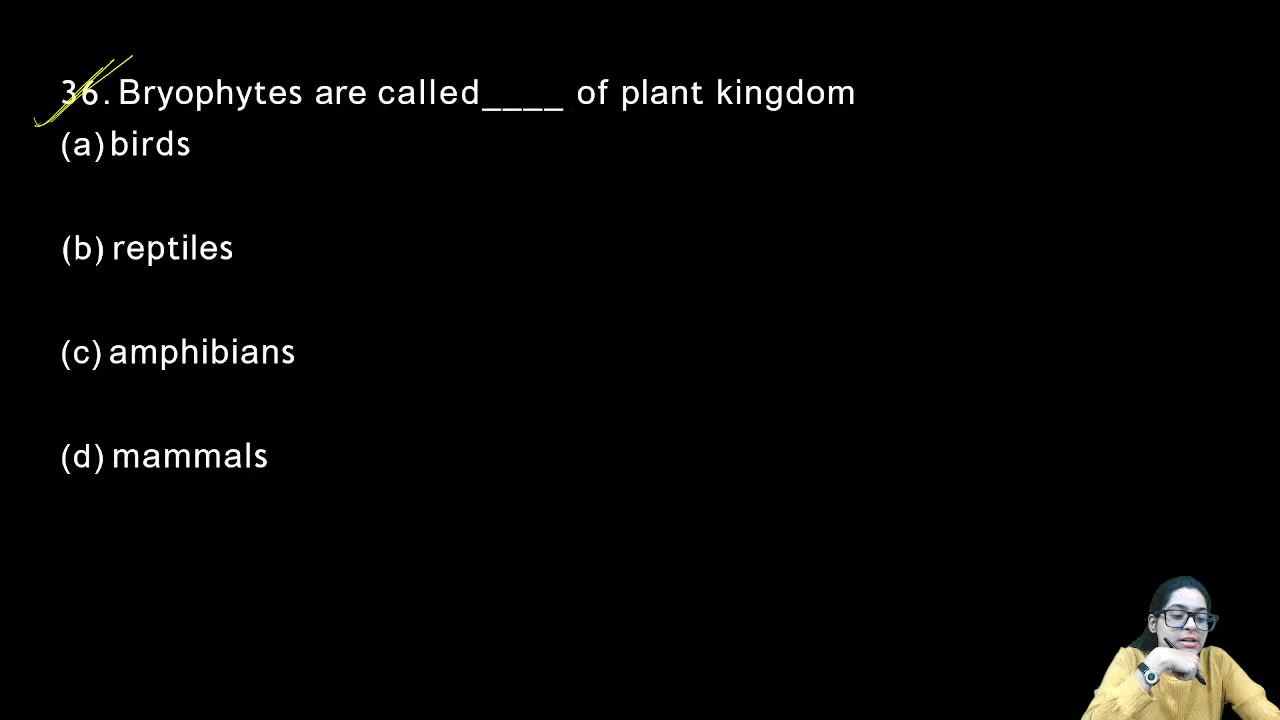 36. Bryophytes are called____ of plant kingdom
(a) birds
(b) reptiles
(c) amphibians
(d) mammals